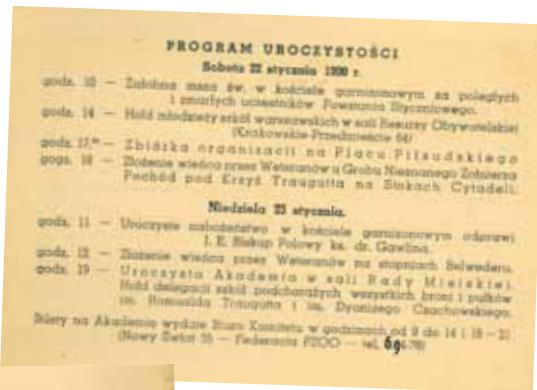 PROGRAM UROCZYSTOŚCI
Sobota 22 stycznia 1938 r.
godz. 10 — Żałobna msza św. w kościele garnizonowym za poległych
i zmarłych uczestników Powstania Styczniowego.
godz. 14 — Hołd młodzieży szkół warszawskich w sali Resursy Obywatelskiej
(Krakowskie-Przedmieście 64)
godz. 17. — Zbiórka organizacji na Placu Piłsudskiego
gogz. 18 — Złożenie wieńca przez Weteranów u Grobu Nieznanego Żołnierza
Pochód pod Krzyż Traugutta na Stokach Cytadeli.
Niedziela 23 stycznia.
godz. 11 — Uroczyste nabożeństwo w kościele garnizonowym odprawi
J. E. Biskup Polowy ks. dr. Gawlina.
godz. 12 — Złożenie wieńca przez Weteranów na stopniach Belwederu.
godz. 19 — Uroczysta Akademia w sali Rady Miejskiej.
Hołd delegacji szkół podchorążych wszystkich broni i pułków
im. Romualda Traugutta i im. Dyonizego Czachowskiego.
Bilety na Akademię wydaje Biuro Komitetu w godzinach od 9 do 14 i 18 — 21
(Nowy Świat 35 — Federacja PZOO — tel.